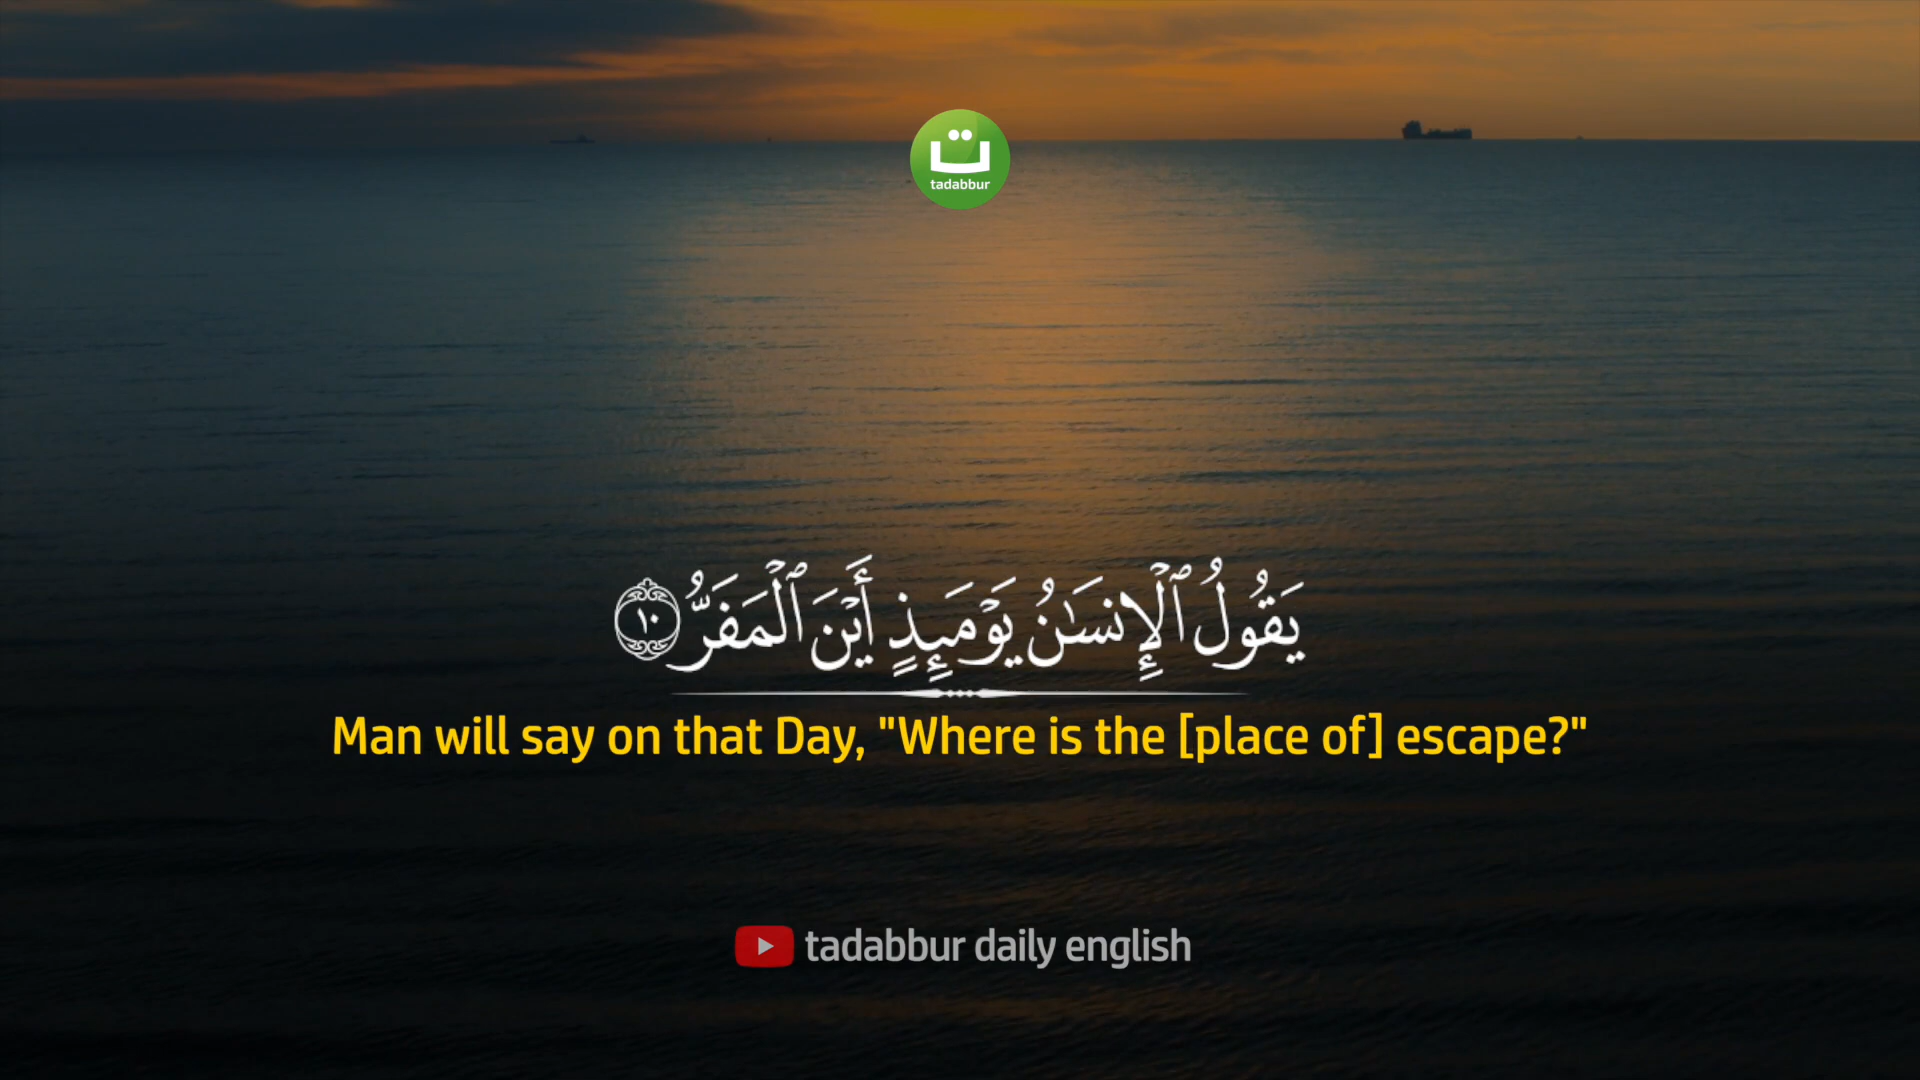 ت
tadabbur
يَقُولُ ٱلْإِنسَـٰنُ يَوْمَئِذٍ أَيْنَ ٱلْمَفَرُّ ١٠
Man will say on that Day, "Where is the [place of] escape?"
tadabbur daily english